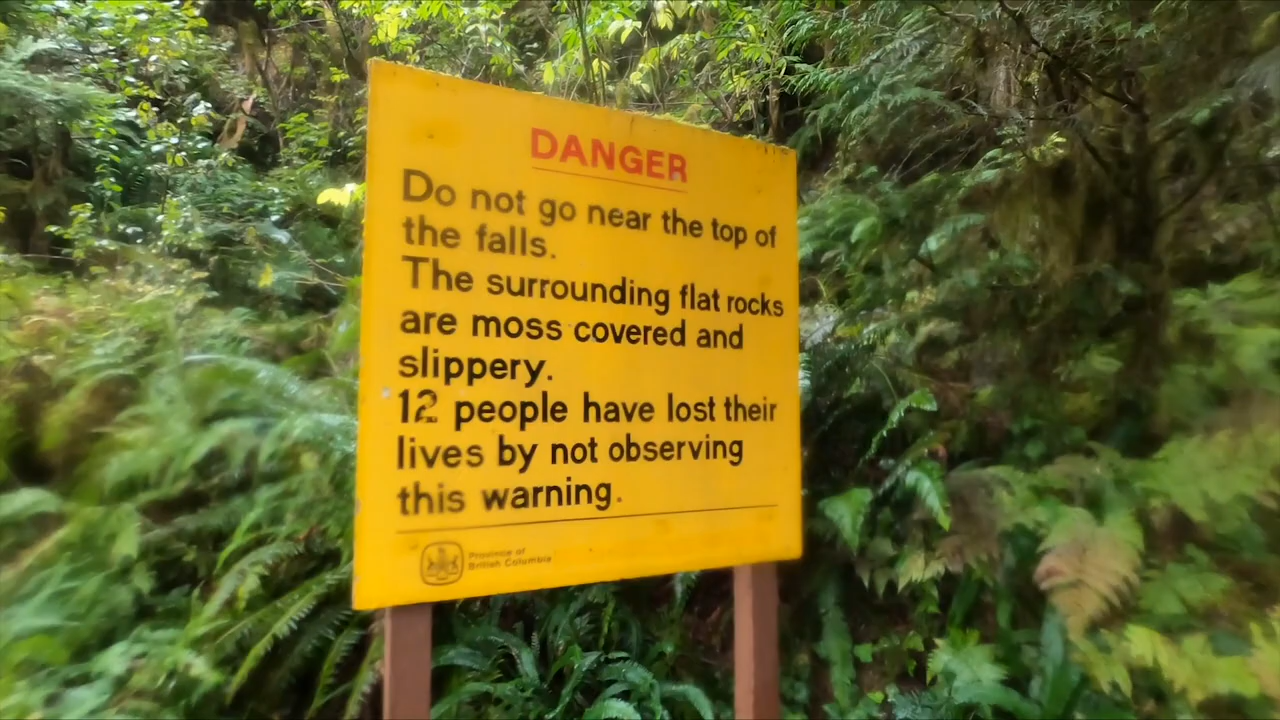 DANGER
Do not go near the top of
the falls.
The surrounding flat rocks
are moss covered and
slippery.
12 people have lost their
lives by not observing
this warning.
Province of
British Columbia